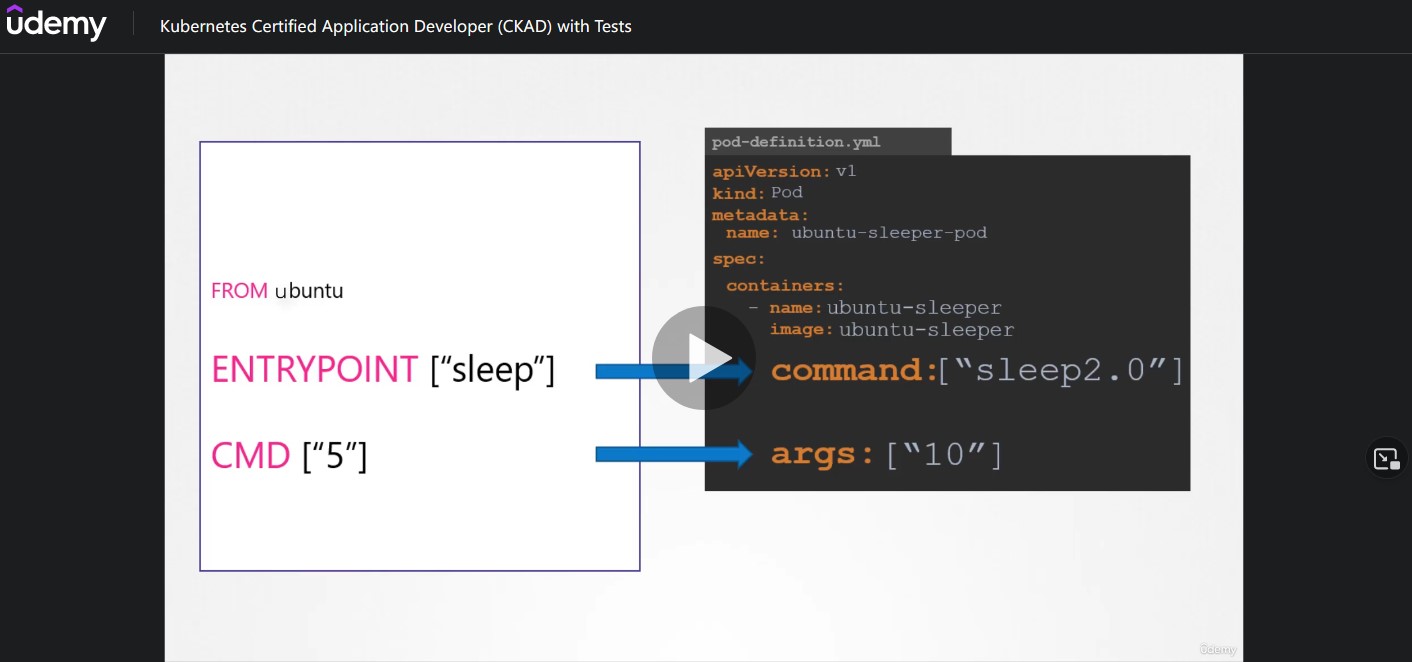 ûdemy
Kubernetes Certified Application Developer (CKAD) with Tests
FROM ubuntu
ENTRYPOINT [“sleep”]
CMD [“5”]
pod-definition.yml
apiVersion: v1
kind: Pod
metadata:
name: ubuntu-sleeper-pod
spec:
containers:
- name: ubuntu-sleeper
image: ubuntu-sleeper
command:[“sleep2.0”]
args: [“10”]
ûdemy